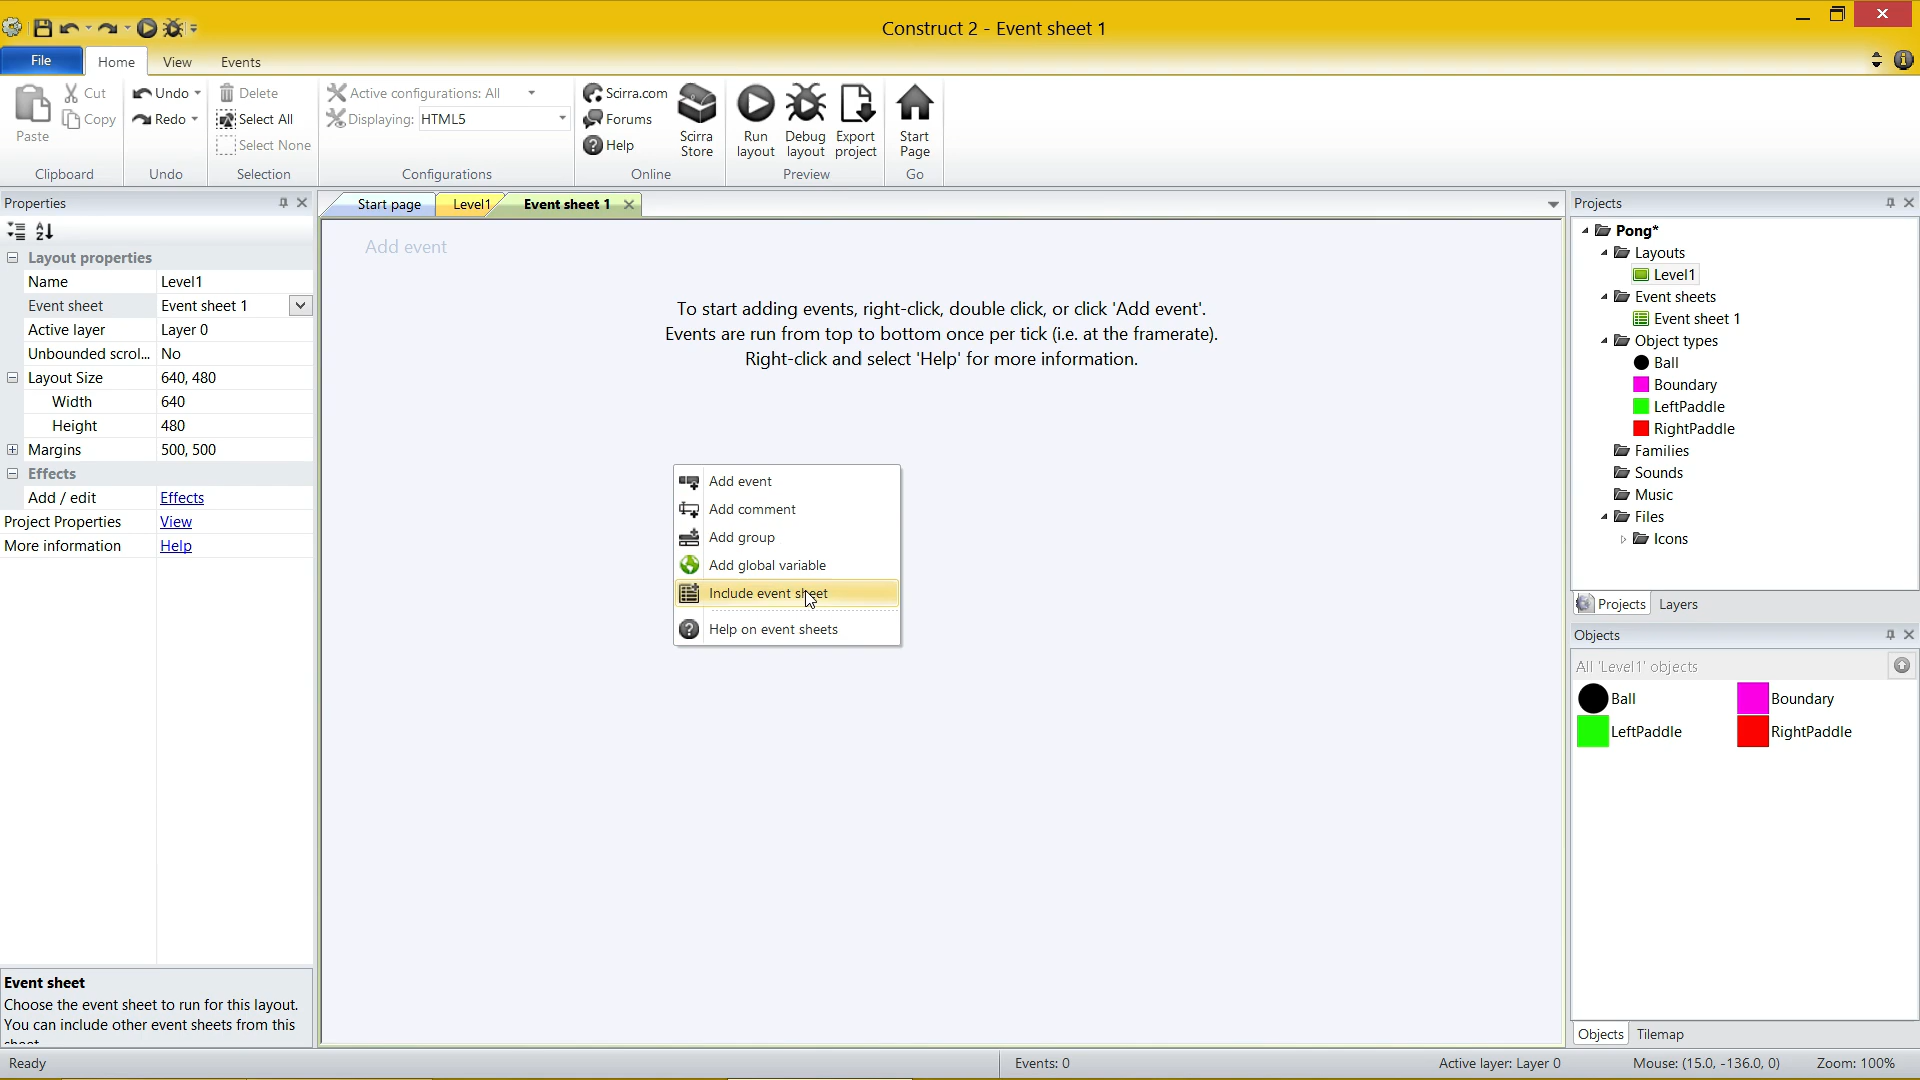 Construct 2 - Event sheet 1
File
Home
View
Events
Paste
Cut
Copy
Clipboard
Undo
Redo
Undo
Delete
Select All
Select None
Selection
Active configurations: All
Displaying: HTML5
Configurations
Scirra.com
Forums
Help
Scirra
Store
Online
Run
layout
Debug
layout
Export
project
Preview
Start
Page
Go
Properties
Layout properties
Name Level1
Event sheet Event sheet 1
Active layer Layer 0
Unbounded scrol... No
Layout Size 640, 480
Width 640
Height 480
Margins 500, 500
Effects
Add / edit Effects
Project Properties View
More information Help
Event sheet
Choose the event sheet to run for this layout.
You can include other event sheets from this
Start page
Level1
Event sheet 1
Add event
To start adding events, right-click, double click, or click 'Add event'.
Events are run from top to bottom once per tick (i.e. at the framerate).
Right-click and select 'Help' for more information.
Add event
Add comment
Add group
Add global variable
Include event sheet
Help on event sheets
Projects
Pong*
Layouts
Level1
Event sheets
Event sheet 1
Object types
Ball
Boundary
LeftPaddle
RightPaddle
Families
Sounds
Music
Files
Icons
Projects
Layers
Objects
All 'Level1' objects
Ball
Boundary
LeftPaddle
RightPaddle
Objects
Tilemap
Ready
Events: 0
Active layer: Layer 0
Mouse: (15.0, -136.0, 0)
Zoom: 100%